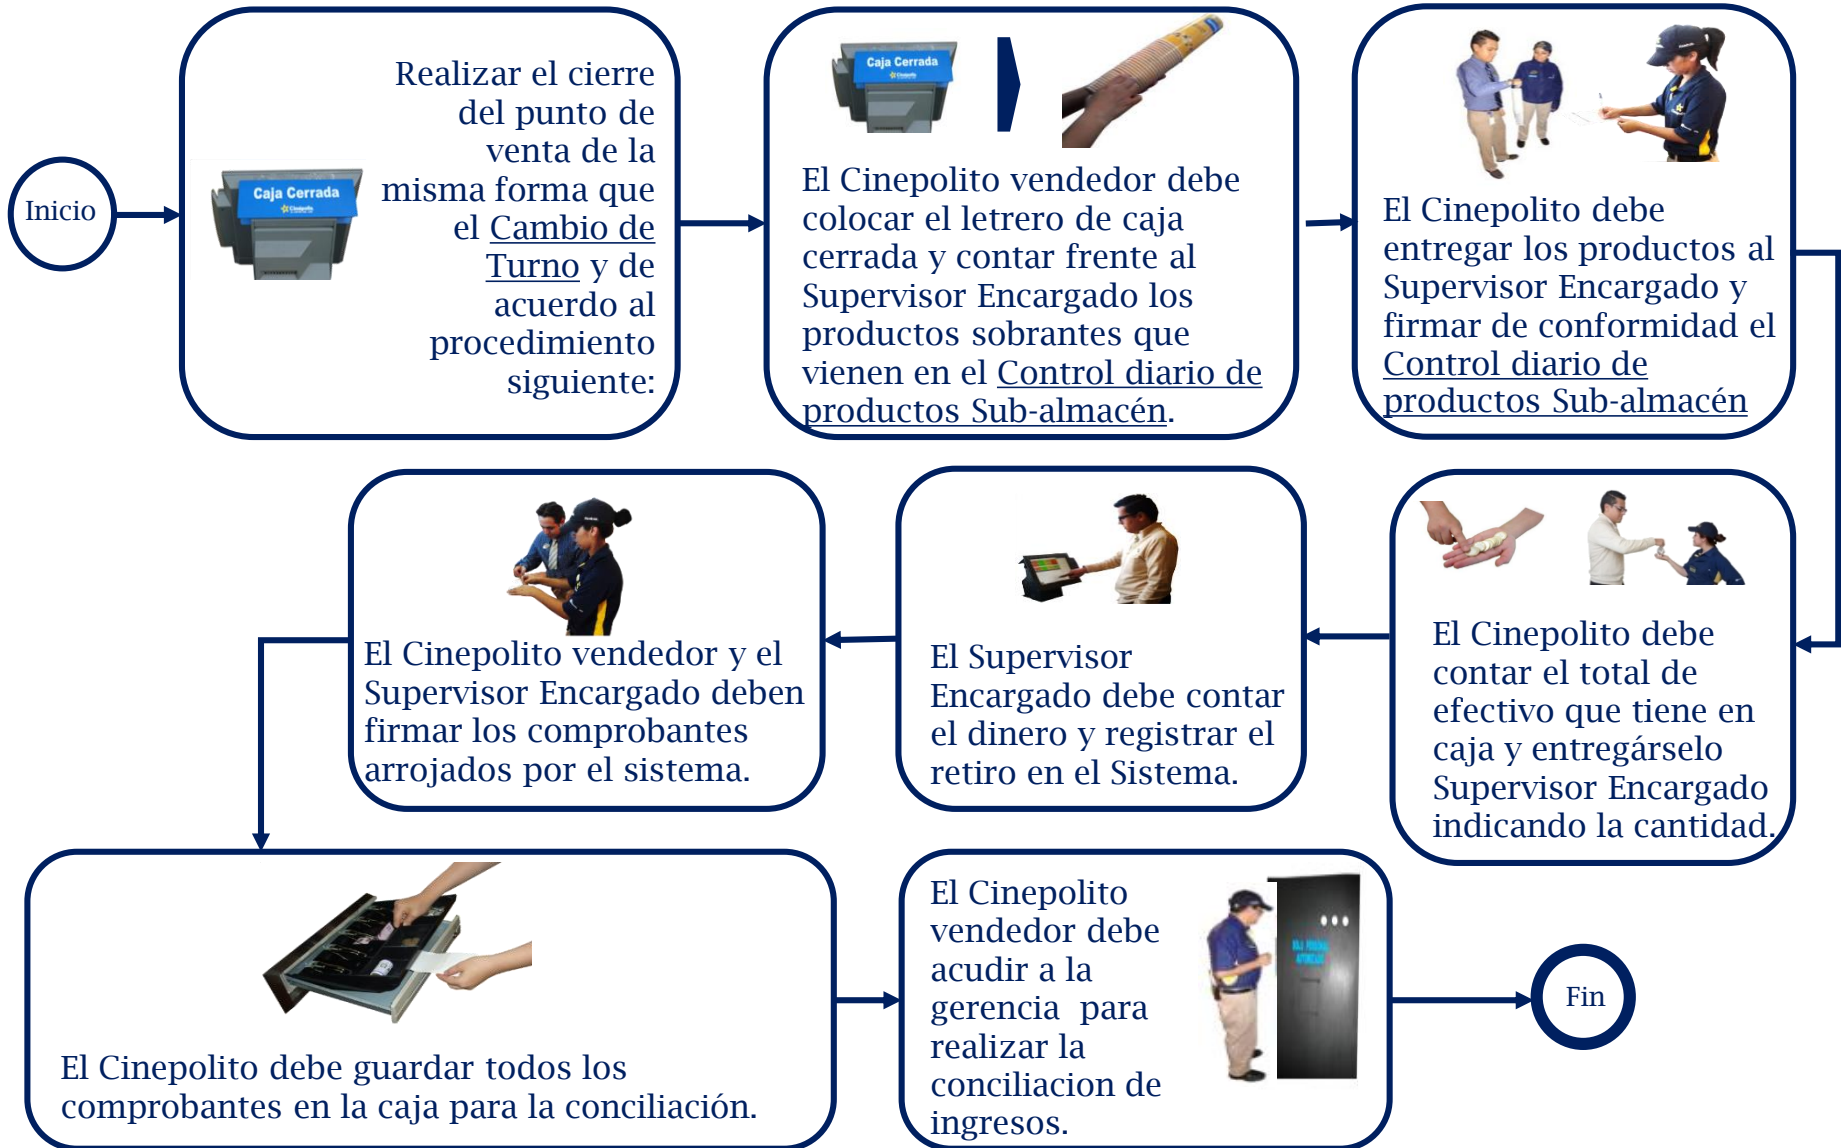 Inicio
Caja Cerrada
Cinépolis
Realizar el cierre
del punto de
venta de la
misma forma que
el Cambio de
Turno y de
acuerdo al
procedimiento
siguiente:
Caja Cerrada
Cinépolis
El Cinepolito vendedor debe
colocar el letrero de caja
cerrada y contar frente al
Supervisor Encargado los
productos sobrantes que
vienen en el Control diario de
productos Sub-almacén.
El Cinepolito debe
entregar los productos al
Supervisor Encargado y
firmar de conformidad el
Control diario de
productos Sub-almacén
El Cinepolito debe
contar el total de
efectivo que tiene en
caja y entregárselo
Supervisor Encargado
indicando la cantidad.
El Supervisor
Encargado debe contar
el dinero y registrar el
retiro en el Sistema.
El Cinepolito vendedor y el
Supervisor Encargado deben
firmar los comprobantes
arrojados por el sistema.
El Cinepolito debe guardar todos los
comprobantes en la caja para la conciliación.
El Cinepolito
vendedor debe
acudir a la
gerencia  para
realizar la
conciliacion de
ingresos.
Fin